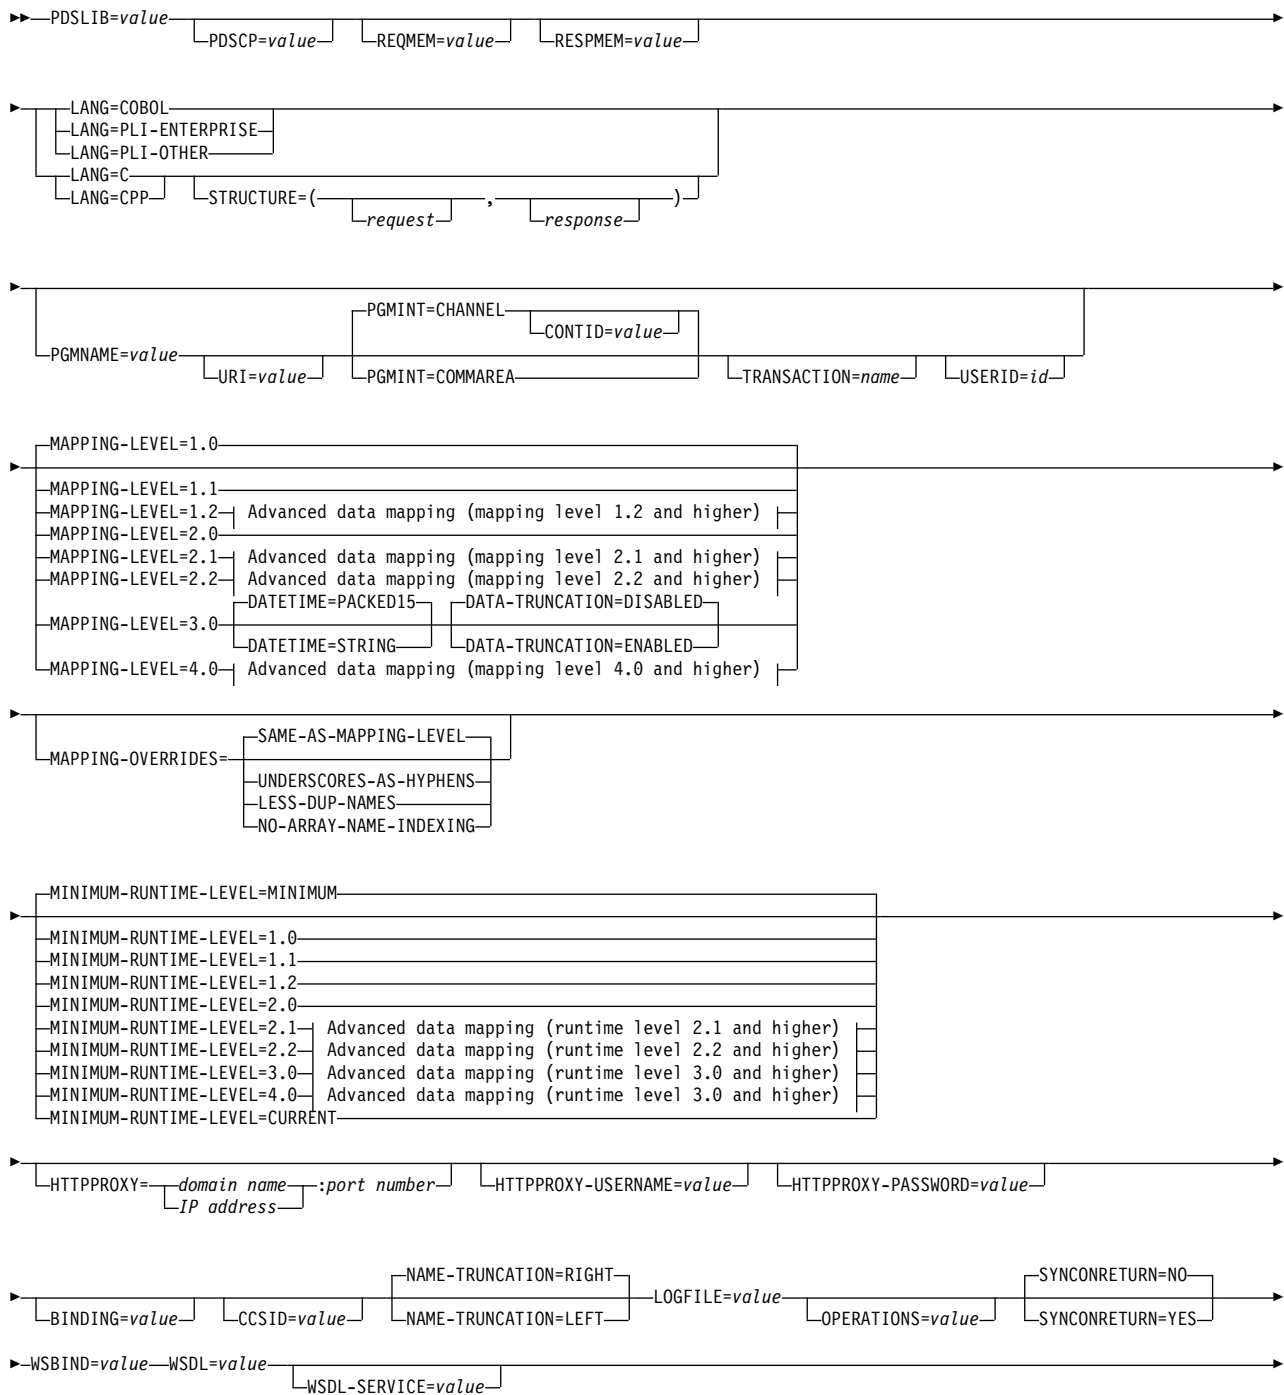 PDSLIB=value
PDSCP=value REQMEM=value RESPMEM=value
LANG=COBOL
LANG=PLI-ENTERPRISE
LANG=PLI-OTHER
LANG=C
LANG=CPP STRUCTURE=( , )
request response
PGMINT=CHANNEL
CONTID=value
PGMNAME=value
URI=value PGMINT=COMMAREA TRANSACTION=name USERID=id
MAPPING-LEVEL=1.0
MAPPING-LEVEL=1.1
MAPPING-LEVEL=1.2 Advanced data mapping (mapping level 1.2 and higher)
MAPPING-LEVEL=2.0
MAPPING-LEVEL=2.1 Advanced data mapping (mapping level 2.1 and higher)
MAPPING-LEVEL=2.2 Advanced data mapping (mapping level 2.2 and higher)
DATETIME=PACKED15 DATA-TRUNCATION=DISABLED
MAPPING-LEVEL=3.0
DATETIME=STRING DATA-TRUNCATION=ENABLED
MAPPING-LEVEL=4.0 Advanced data mapping (mapping level 4.0 and higher)
SAME-AS-MAPPING-LEVEL
MAPPING-OVERRIDES=
UNDERSCORES-AS-HYPHENS
LESS-DUP-NAMES
NO-ARRAY-NAME-INDEXING
MINIMUM-RUNTIME-LEVEL=MINIMUM
MINIMUM-RUNTIME-LEVEL=1.0
MINIMUM-RUNTIME-LEVEL=1.1
MINIMUM-RUNTIME-LEVEL=1.2
MINIMUM-RUNTIME-LEVEL=2.0
MINIMUM-RUNTIME-LEVEL=2.1 Advanced data mapping (runtime level 2.1 and higher)
MINIMUM-RUNTIME-LEVEL=2.2 Advanced data mapping (runtime level 2.2 and higher)
MINIMUM-RUNTIME-LEVEL=3.0 Advanced data mapping (runtime level 3.0 and higher)
MINIMUM-RUNTIME-LEVEL=4.0 Advanced data mapping (runtime level 3.0 and higher)
MINIMUM-RUNTIME-LEVEL=CURRENT
HTTPPROXY= domain name :port number HTTPPROXY-USERNAME=value HTTPPROXY-PASSWORD=value
IP address
NAME-TRUNCATION=RIGHT SYNCONRETURN=NO
LOGFILE=value
BINDING=value CCSID=value NAME-TRUNCATION=LEFT OPERATIONS=value SYNCONRETURN=YES
WSBIND=value WSDL=value
WSDL-SERVICE=value